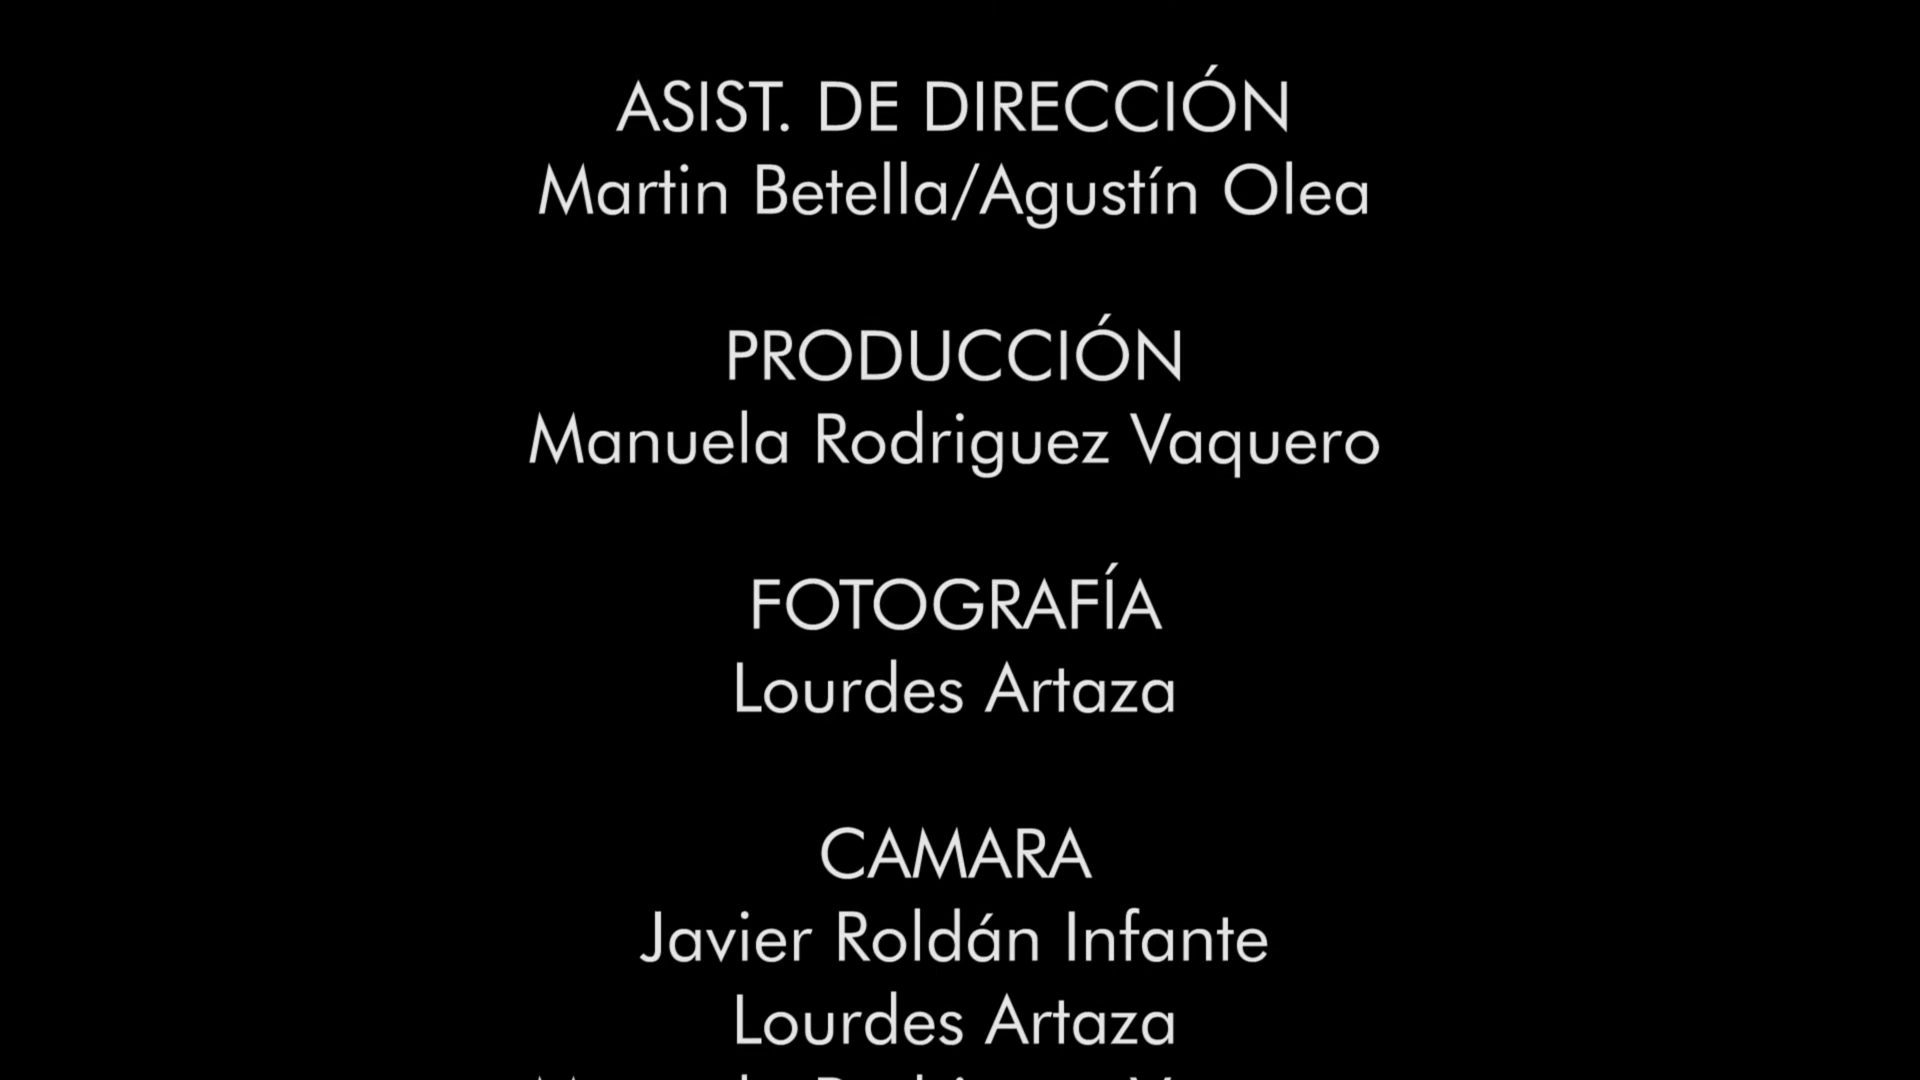 ASIST. DE DIRECCIÓN
Martin Betella/Agustín Olea
PRODUCCIÓN
Manuela Rodriguez Vaquero
FOTOGRAFÍA
Lourdes Artaza
CAMARA
Javier Roldán Infante
Lourdes Artaza